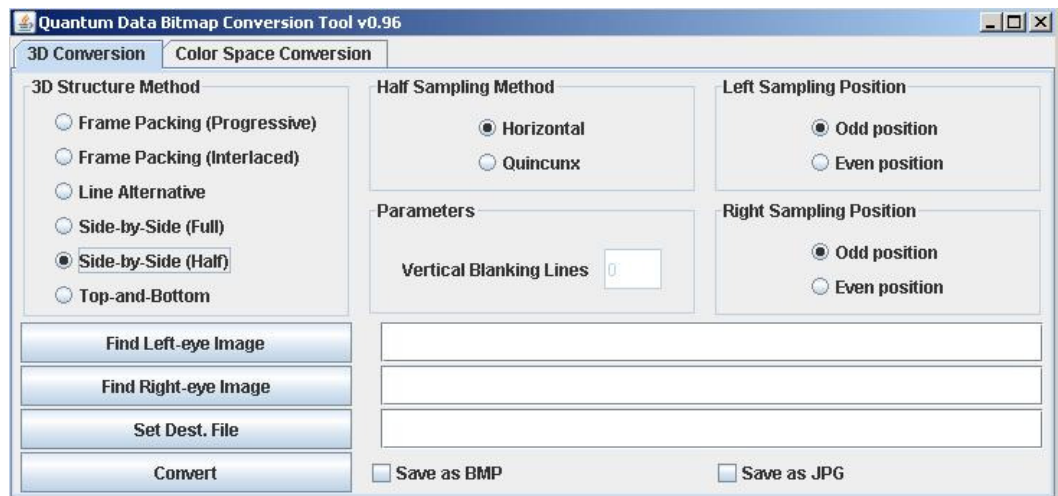 Quantum Data Bitmap Conversion Tool v0.96
3D Conversion
Color Space Conversion
3D Structure Method
Frame Packing (Progressive)
Frame Packing (Interlaced)
Line Alternative
Side-by-Side (Full)
Side-by-Side (Half)
Top-and-Bottom
Half Sampling Method
Horizontal
Quincunx
Parameters
Vertical Blanking Lines 0
Left Sampling Position
Odd position
Even position
Right Sampling Position
Odd position
Even position
Find Left-eye Image
Find Right-eye Image
Set Dest. File
Convert
Save as BMP
Save as JPG